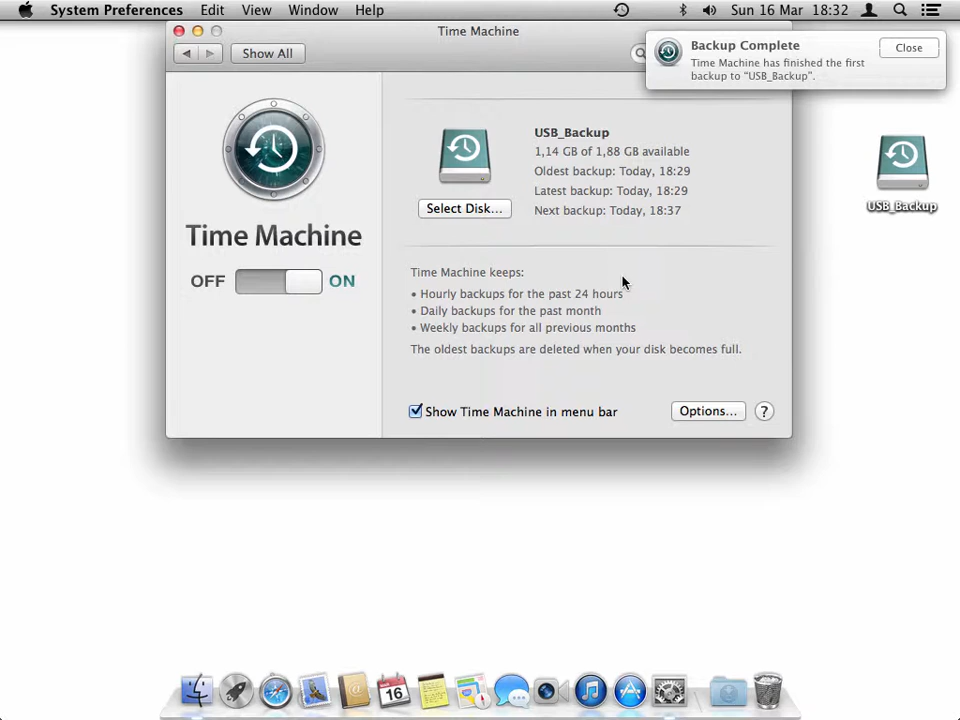 System Preferences Edit View Window Help Sun 16 Mar 18:32
Time Machine
Show All
Backup Complete
Time Machine has finished the first
backup to “USB_Backup”.
Close
Time Machine
OFF ON
USB_Backup
1,14 GB of 1,88 GB available
Oldest backup: Today, 18:29
Latest backup: Today, 18:29
Next backup: Today, 18:37
Select Disk...
Time Machine keeps:
• Hourly backups for the past 24 hours
• Daily backups for the past month
• Weekly backups for all previous months
The oldest backups are deleted when your disk becomes full.
Show Time Machine in menu bar
Options... ?
USB_Backup
16